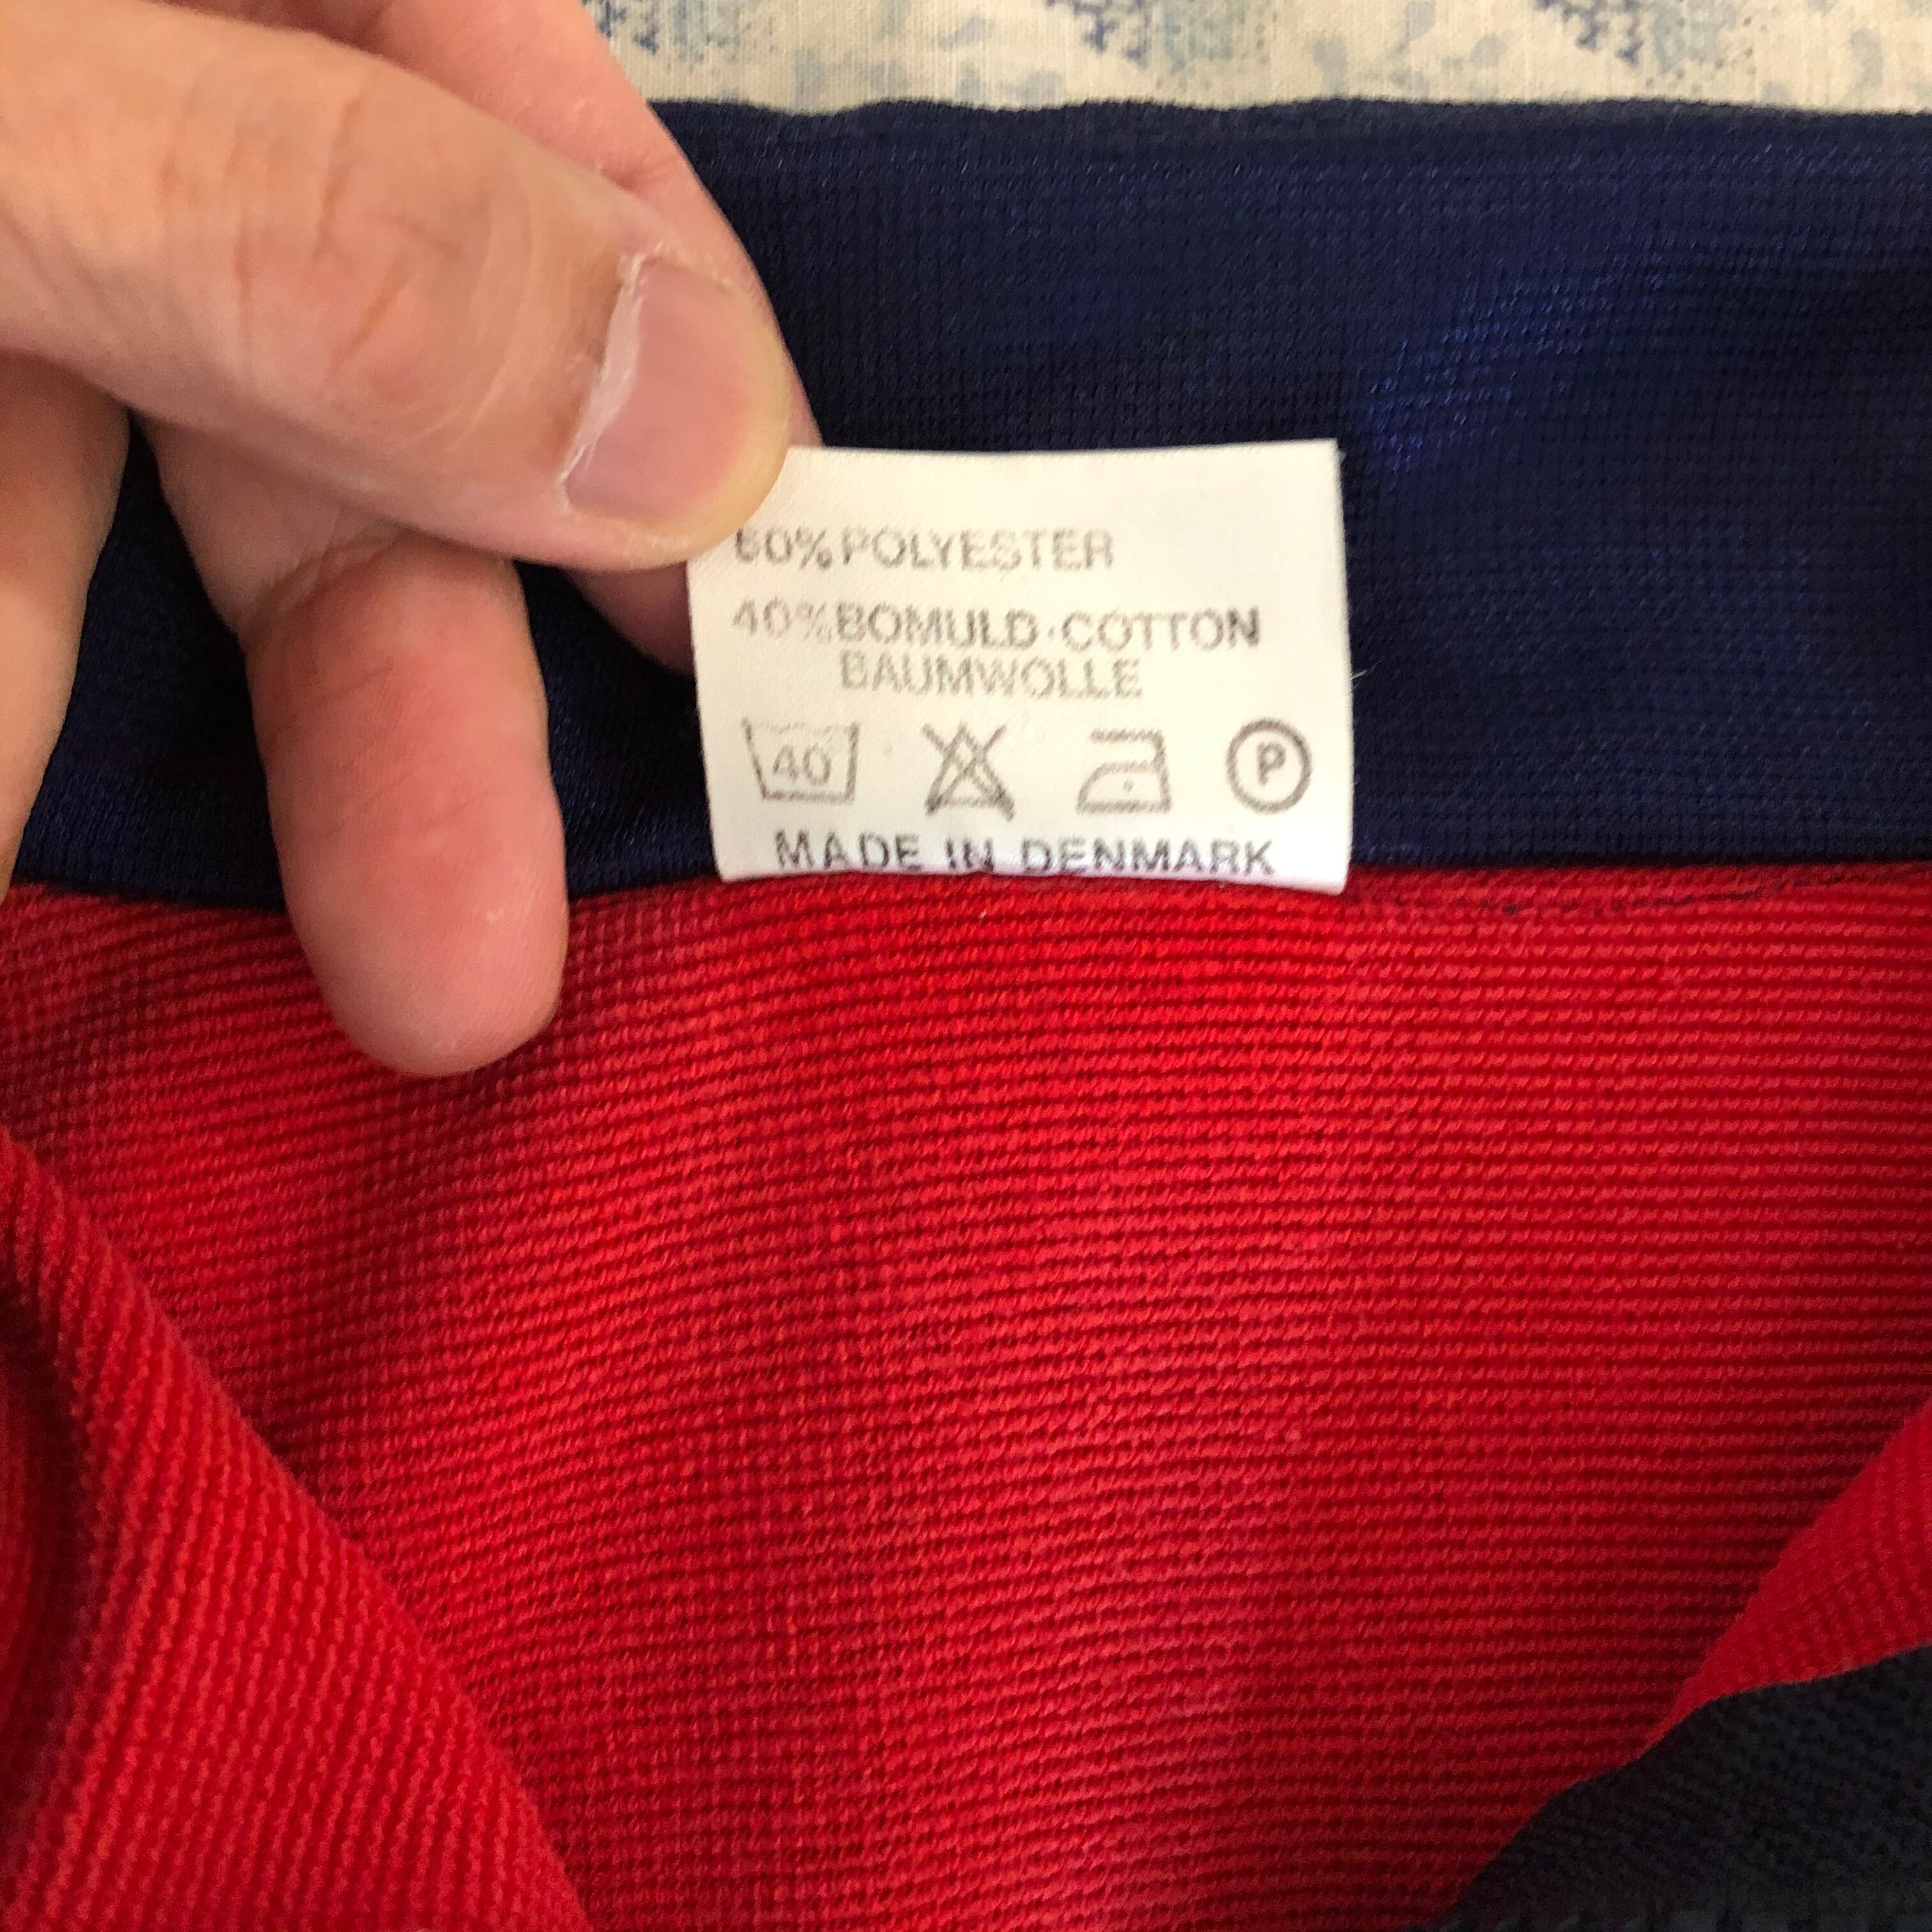 60% POLYESTER
40% BOMULD·COTTON
BAUMWOLLE
40 P
MADE IN DENMARK